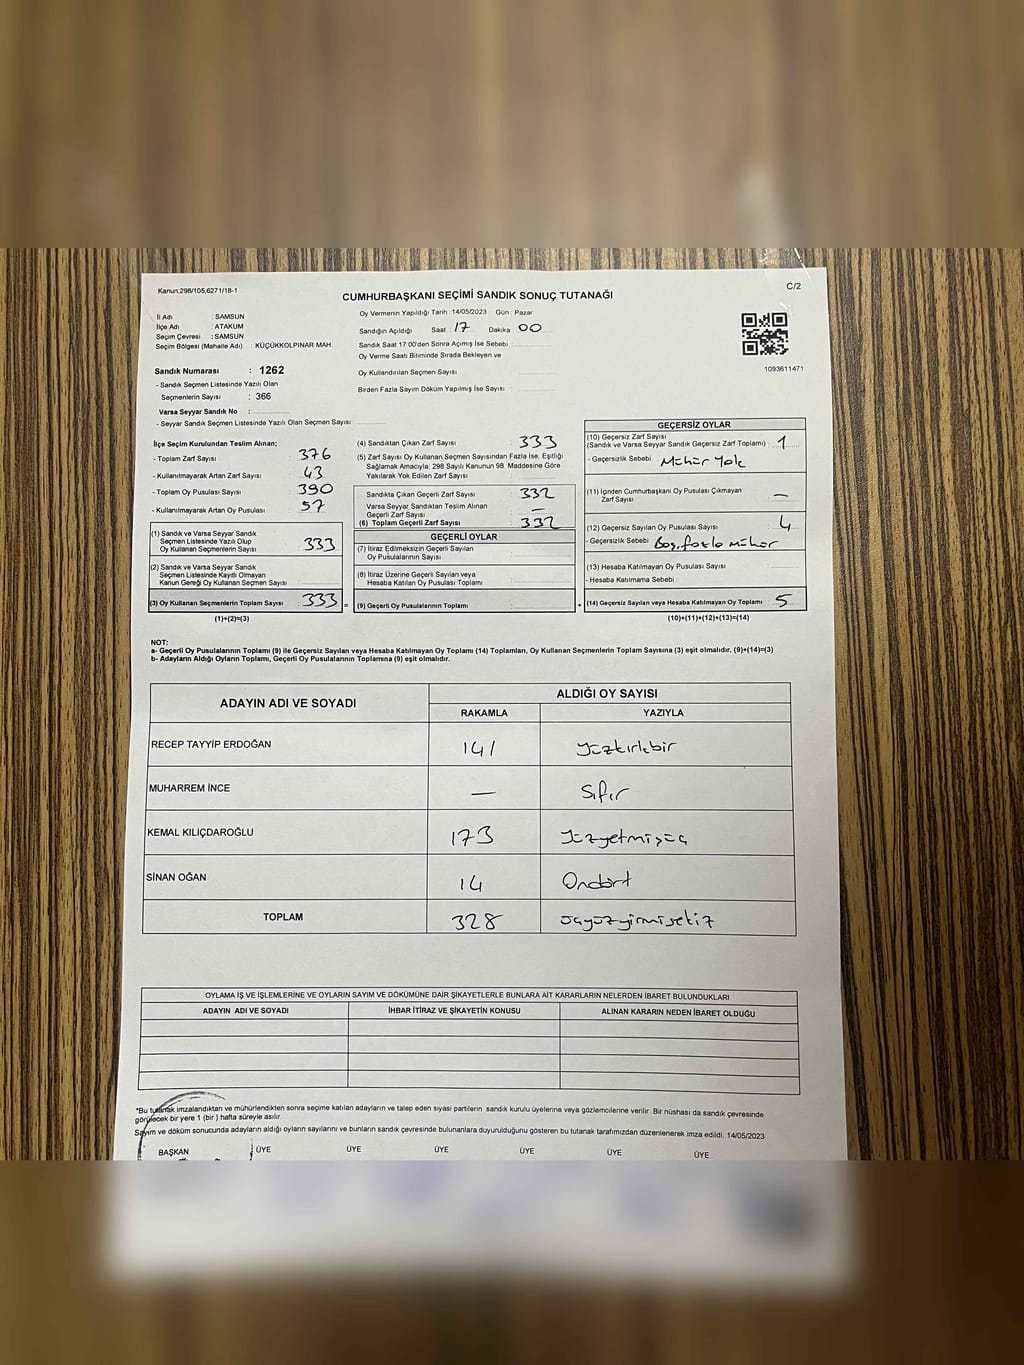 Kanun:298/105;6271/18-1
C/2
CUMHURBAŞKANI SEÇİMİ SANDIK SONUÇ TUTANAĞI
İl Adı : SAMSUN
İlçe Adı : ATAKUM
Seçim Çevresi : SAMSUN
Seçim Bölgesi (Mahalle Adı) : KÜÇÜKKOLPINAR MAH
Sandık Numarası : 1262
- Sandık Seçmen Listesinde Yazılı Olan
Seçmenlerin Sayısı : 366
Varsa Seyyar Sandık No :
- Seyyar Sandık Seçmen Listesinde Yazılı Olan Seçmen Sayısı:
Oy Vermenin Yapıldığı Tarih :14/05/2023 Gün : Pazar
Sandığın Açıldığı Saat : 17 Dakika : 00
Sandık Saat 17.00'den Sonra Açımış İse Sebebi :
Oy Verme Saati Bitiminde Sırada Bekleyen ve
Oy Kullandırılan Seçmen Sayısı :
Birden Fazla Sayım Döküm Yapılmış İse Sayısı :
1093611471
İlçe Seçim Kurulundan Teslim Alınan;
- Toplam Zarf Sayısı : 376
- Kullanılmayarak Artan Zarf Sayısı : 43
- Toplam Oy Pusulası Sayısı : 390
- Kullanılmayarak Artan Oy Pusulası : 57
(1) Sandık ve Varsa Seyyar Sandık
Seçmen Listesinde Yazılı Olup
Oy Kullanan Seçmenlerin Sayısı : 333
(2) Sandık ve Varsa Seyyar Sandık
Seçmen Listesinde Kayıtlı Olmayan
Kanun Gereği Oy Kullanan Seçmen Sayısı :
(3) Oy Kullanan Seçmenlerin Toplam Sayısı : 333 =
(1)+(2)=(3)
(4) Sandıktan Çıkan Zarf Sayısı : 333
(5) Zarf Sayısı Oy Kullanan Seçmen Sayısından Fazla İse, Eşitliği
Sağlamak Amacıyla, 298 Sayılı Kanunun 98. Maddesine Göre
Yakılarak Yok Edilen Zarf Sayısı :
Sandıkta Çıkan Geçerli Zarf Sayısı : 332
Varsa Seyyar Sandıktan Teslim Alınan
Geçerli Zarf Sayısı : —
(6) Toplam Geçerli Zarf Sayısı : 332
GEÇERLİ OYLAR
(7) İtiraz Edilmeksizin Geçerli Sayılan
Oy Pusulalarının Sayısı :
(8) İtiraz Üzerine Geçerli Sayılan veya
Hesaba Katılan Oy Pusulası Toplamı :
(9) Geçerli Oy Pusulalarının Toplamı : +
GEÇERSİZ OYLAR
(10) Geçersiz Zarf Sayısı
(Sandık ve Varsa Seyyar Sandık Geçersiz Zarf Toplamı) : 1
- Geçersizlik Sebebi : Mühür Yok
(11) İçinden Cumhurbaşkanı Oy Pusulası Çıkmayan
Zarf Sayısı : —
(12) Geçersiz Sayılan Oy Pusulası Sayısı : 4
- Geçersizlik Sebebi : Boş, fazla mühür
(13) Hesaba Katılmayan Oy Pusulası Sayısı :
- Hesaba Katılmama Sebebi :
(14) Geçersiz Sayılan veya Hesaba Katılmayan Oy Toplamı : 5
(10)+(11)+(12)+(13)=(14)
NOT:
a- Geçerli Oy Pusulalarının Toplamı (9) ile Geçersiz Sayılan veya Hesaba Katılmayan Oy Toplamı (14) Toplamları, Oy Kullanan Seçmenlerin Toplam Sayısına (3) eşit olmalıdır. (9)+(14)=(3)
b- Adayların Aldığı Oyların Toplamı, Geçerli Oy Pusulalarının Toplamına (9) eşit olmalıdır.
ADAYIN ADI VE SOYADI
ALDIĞI OY SAYISI
RAKAMLA YAZIYLA
RECEP TAYYİP ERDOĞAN 141 yüzkırkbir
MUHARREM İNCE — Sıfır
KEMAL KILIÇDAROĞLU 173 yüzyetmişüç
SİNAN OĞAN 14 Ondört
TOPLAM 328 üçyüzyirmisekiz
OYLAMA İŞ VE İŞLEMLERİNE VE OYLARIN SAYIM VE DÖKÜMÜNE DAİR ŞİKAYETLERLE BUNLARA AİT KARARLARIN NELERDEN İBARET BULUNDUKLARI
ADAYIN ADI VE SOYADI İHBAR İTİRAZ VE ŞİKAYETİN KONUSU ALINAN KARARIN NEDEN İBARET OLDUĞU
*Bu tutanak imzalandıktan ve mühürlendikten sonra seçime katılan adayların ve talep eden siyasi partilerin sandık kurulu üyelerine veya gözlemcilerine verilir. Bir nüshası da sandık çevresinde
görülecek bir yere 1 (bir ) hafta süreyle asılır.
Sayım ve döküm sonucunda adayların aldığı oyların sayılarını ve bunların sandık çevresinde bulunanlara duyurulduğunu gösteren bu tutanak tarafımızdan düzenlenerek imza edildi. 14/05/2023
BAŞKAN ÜYE ÜYE ÜYE ÜYE ÜYE ÜYE